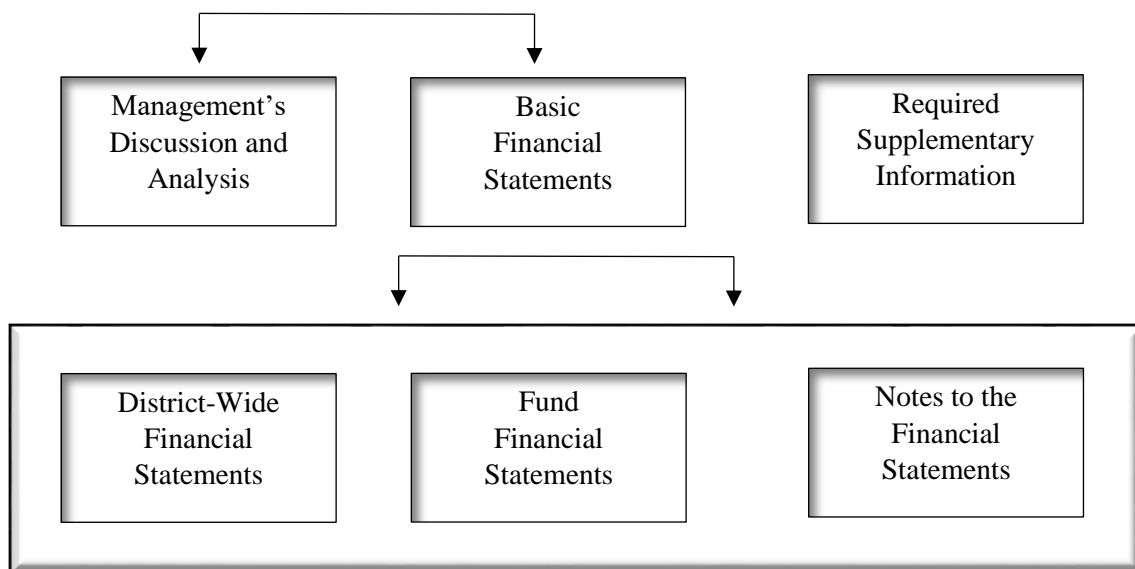 Management’s
Discussion and
Analysis
Basic
Financial
Statements
Required
Supplementary
Information
District-Wide
Financial
Statements
Fund
Financial
Statements
Notes to the
Financial
Statements